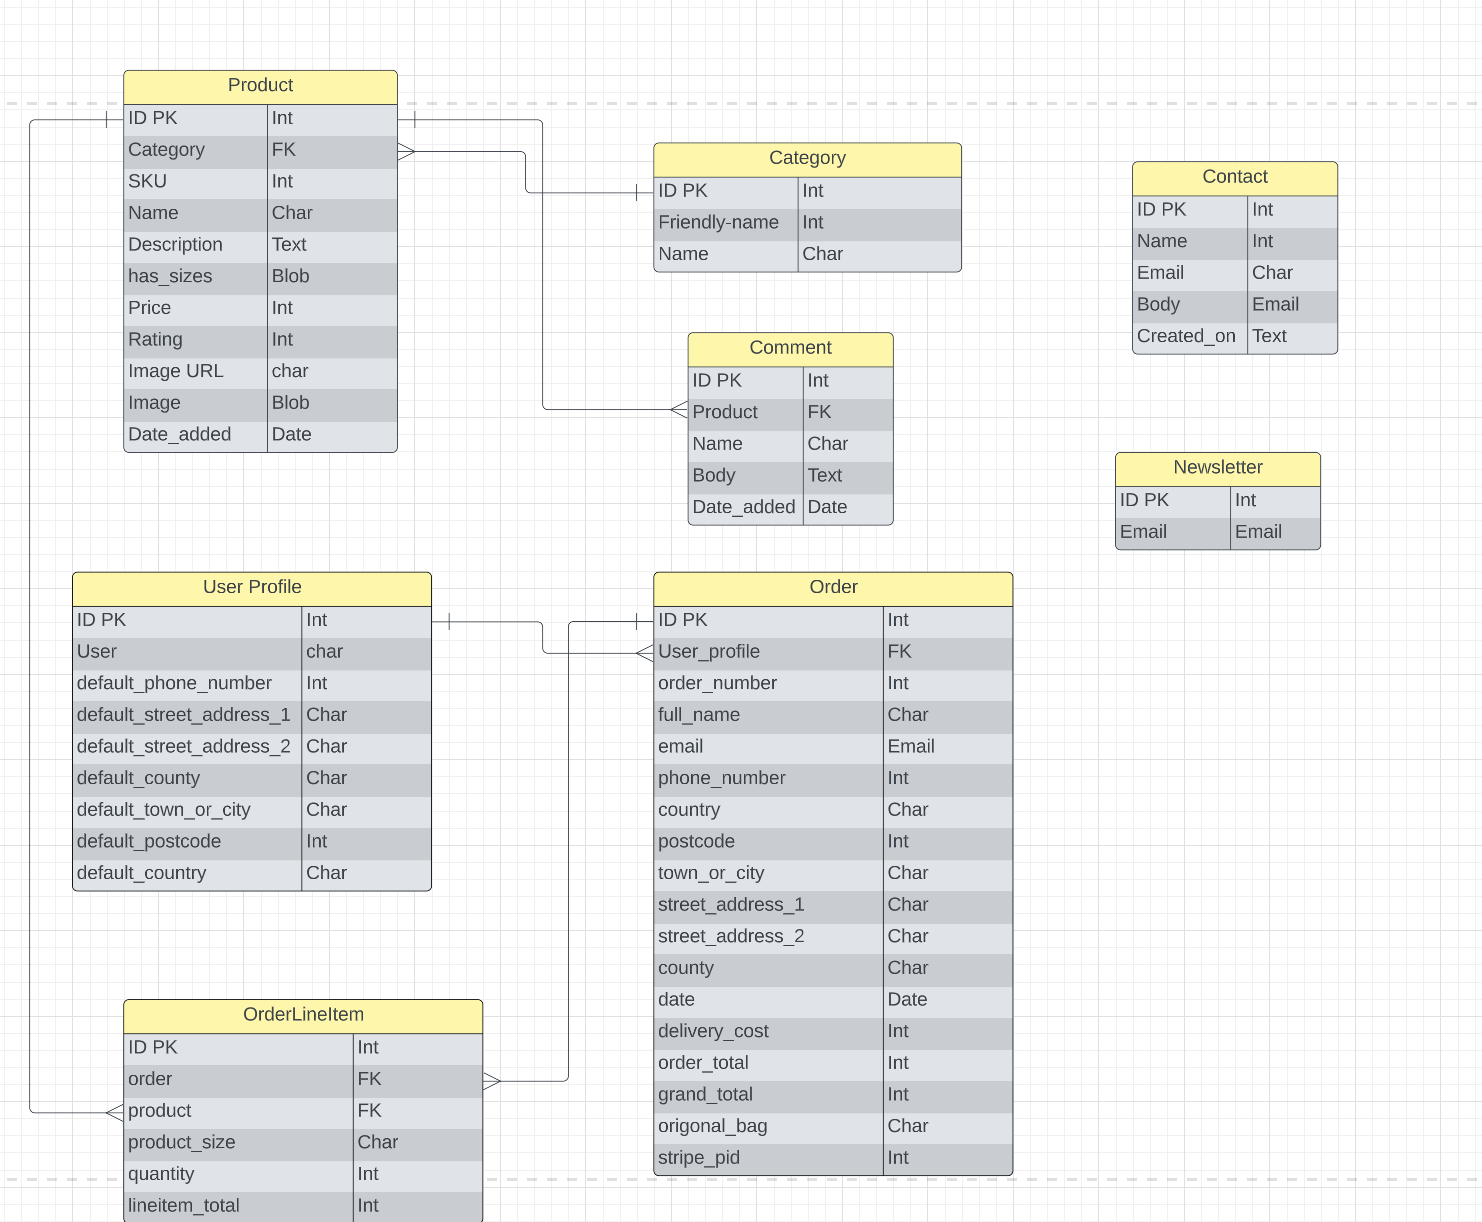 Product
ID PK Int
Category FK
SKU Int
Name Char
Description Text
has_sizes Blob
Price Int
Rating Int
Image URL char
Image Blob
Date_added Date
Category
ID PK Int
Friendly-name Int
Name Char
Contact
ID PK Int
Name Int
Email Char
Body Email
Created_on Text
Comment
ID PK Int
Product FK
Name Char
Body Text
Date_added Date
Newsletter
ID PK Int
Email Email
User Profile
ID PK Int
User char
default_phone_number Int
default_street_address_1 Char
default_street_address_2 Char
default_county Char
default_town_or_city Char
default_postcode Int
default_country Char
Order
ID PK Int
User_profile FK
order_number Int
full_name Char
email Email
phone_number Int
country Char
postcode Int
town_or_city Char
street_address_1 Char
street_address_2 Char
county Char
date Date
delivery_cost Int
order_total Int
grand_total Int
origonal_bag Char
stripe_pid Int
OrderLineItem
ID PK Int
order FK
product FK
product_size Char
quantity Int
lineitem_total Int